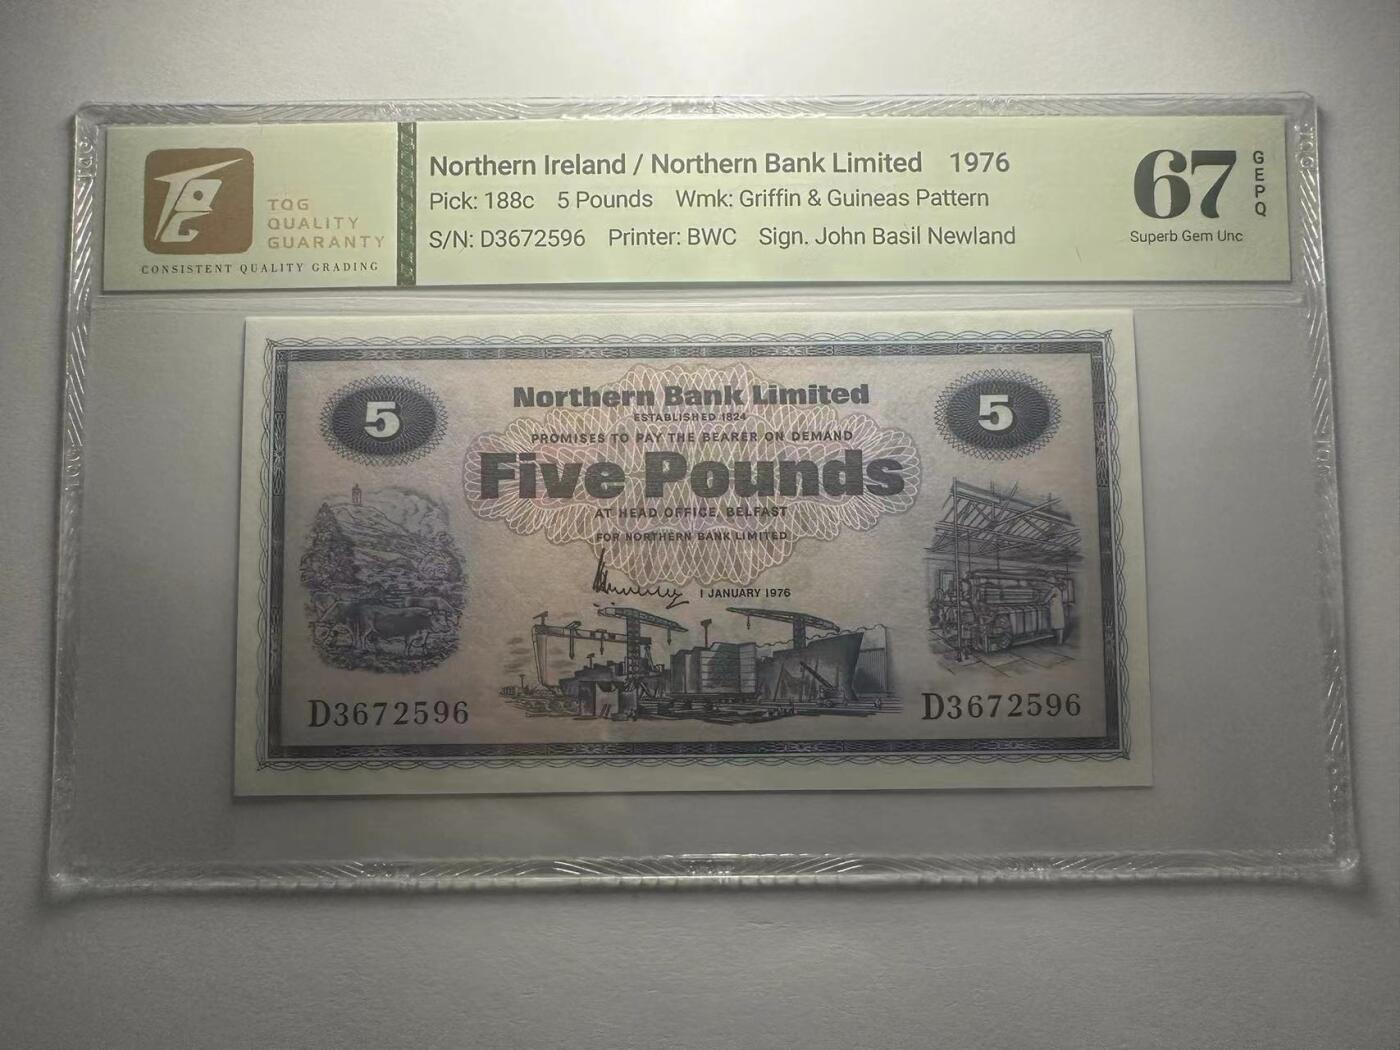 TQG
QUALITY
GUARANTY
CONSISTENT QUALITY GRADING
Northern Ireland / Northern Bank Limited 1976
Pick: 188c 5 Pounds Wmk: Griffin & Guineas Pattern
S/N: D3672596 Printer: BWC Sign. John Basil Newland
67 GEPQ
Superb Gem Unc
5 5
Northern Bank Limited
ESTABLISHED 1824
PROMISES TO PAY THE BEARER ON DEMAND
Five Pounds
AT HEAD OFFICE, BELFAST
FOR NORTHERN BANK LIMITED
1 JANUARY 1976
D3672596 D3672596